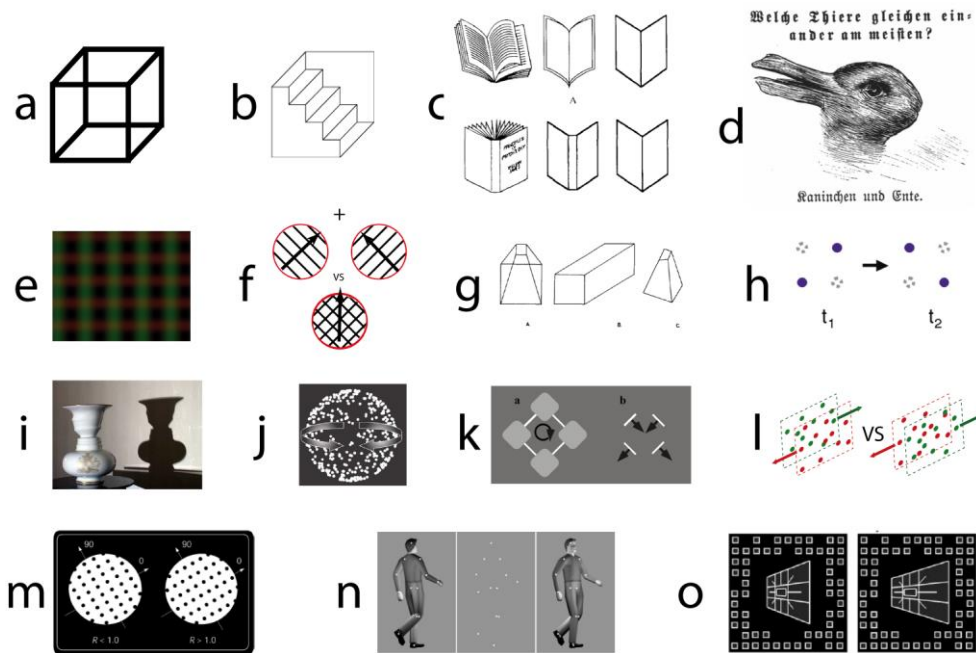 a
b
c
A
d
Welche Thiere gleichen ein-
ander am meisten?
Kaninchen und Ente.
e
f
+
vs
g
A
B
C
h
t1
t2
i
j
k
a
b
l
VS
m
90
0
90
0
R < 1.0
R > 1.0
n
o